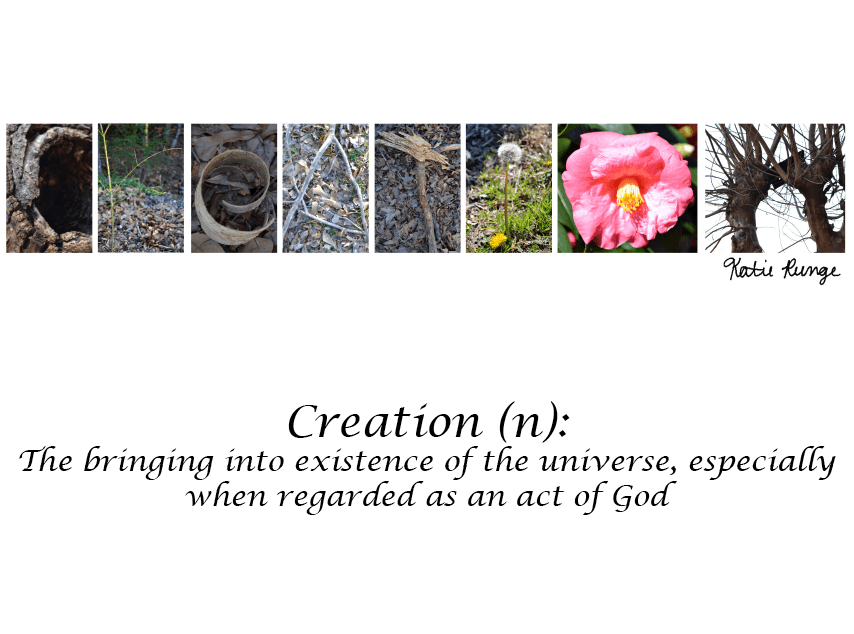 Katie Runge
Creation (n):
The bringing into existence of the universe, especially
when regarded as an act of God